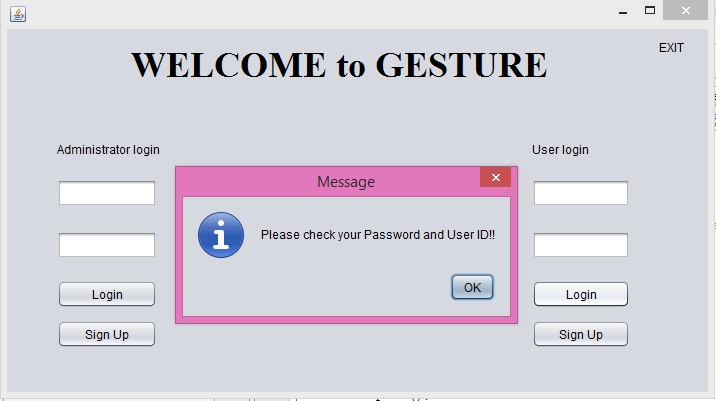 EXIT
WELCOME to GESTURE
Administrator login
User login
Message
Please check your Password and User ID!!
OK
Login
Login
Sign Up
Sign Up